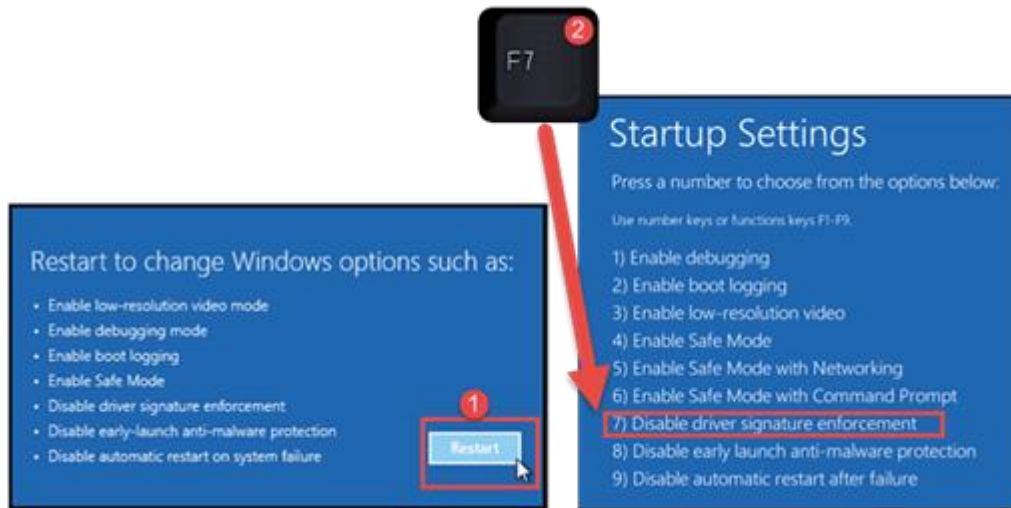 2
F7
Startup Settings
Press a number to choose from the options below:
Use number keys or functions keys F1-F9.
1) Enable debugging
2) Enable boot logging
3) Enable low-resolution video
4) Enable Safe Mode
5) Enable Safe Mode with Networking
6) Enable Safe Mode with Command Prompt
7) Disable driver signature enforcement
8) Disable early launch anti-malware protection
9) Disable automatic restart after failure
Restart to change Windows options such as:
• Enable low-resolution video mode
• Enable debugging mode
• Enable boot logging
• Enable Safe Mode
• Disable driver signature enforcement
• Disable early-launch anti-malware protection
• Disable automatic restart on system failure
1
Restart